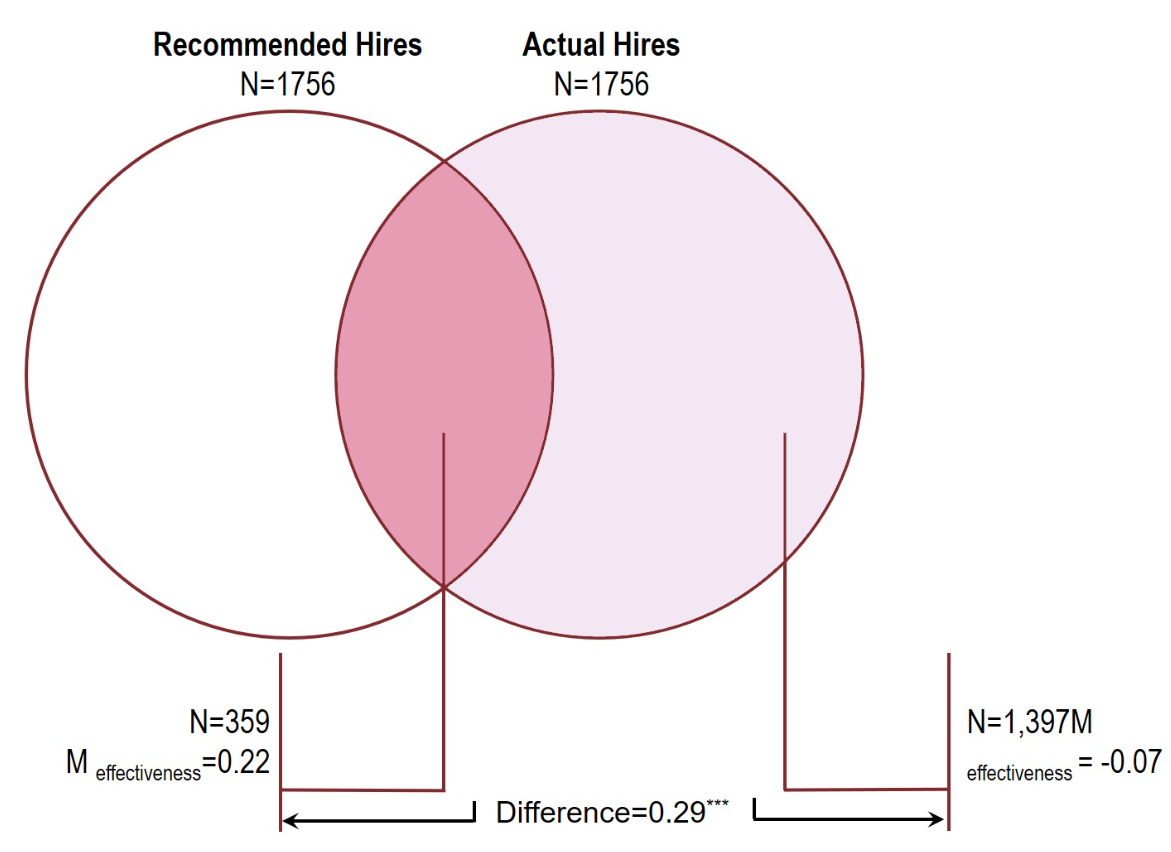 Recommended Hires
N=1756
Actual Hires
N=1756
N=359
M effectiveness=0.22
N=1,397M
effectiveness = -0.07
Difference=0.29***